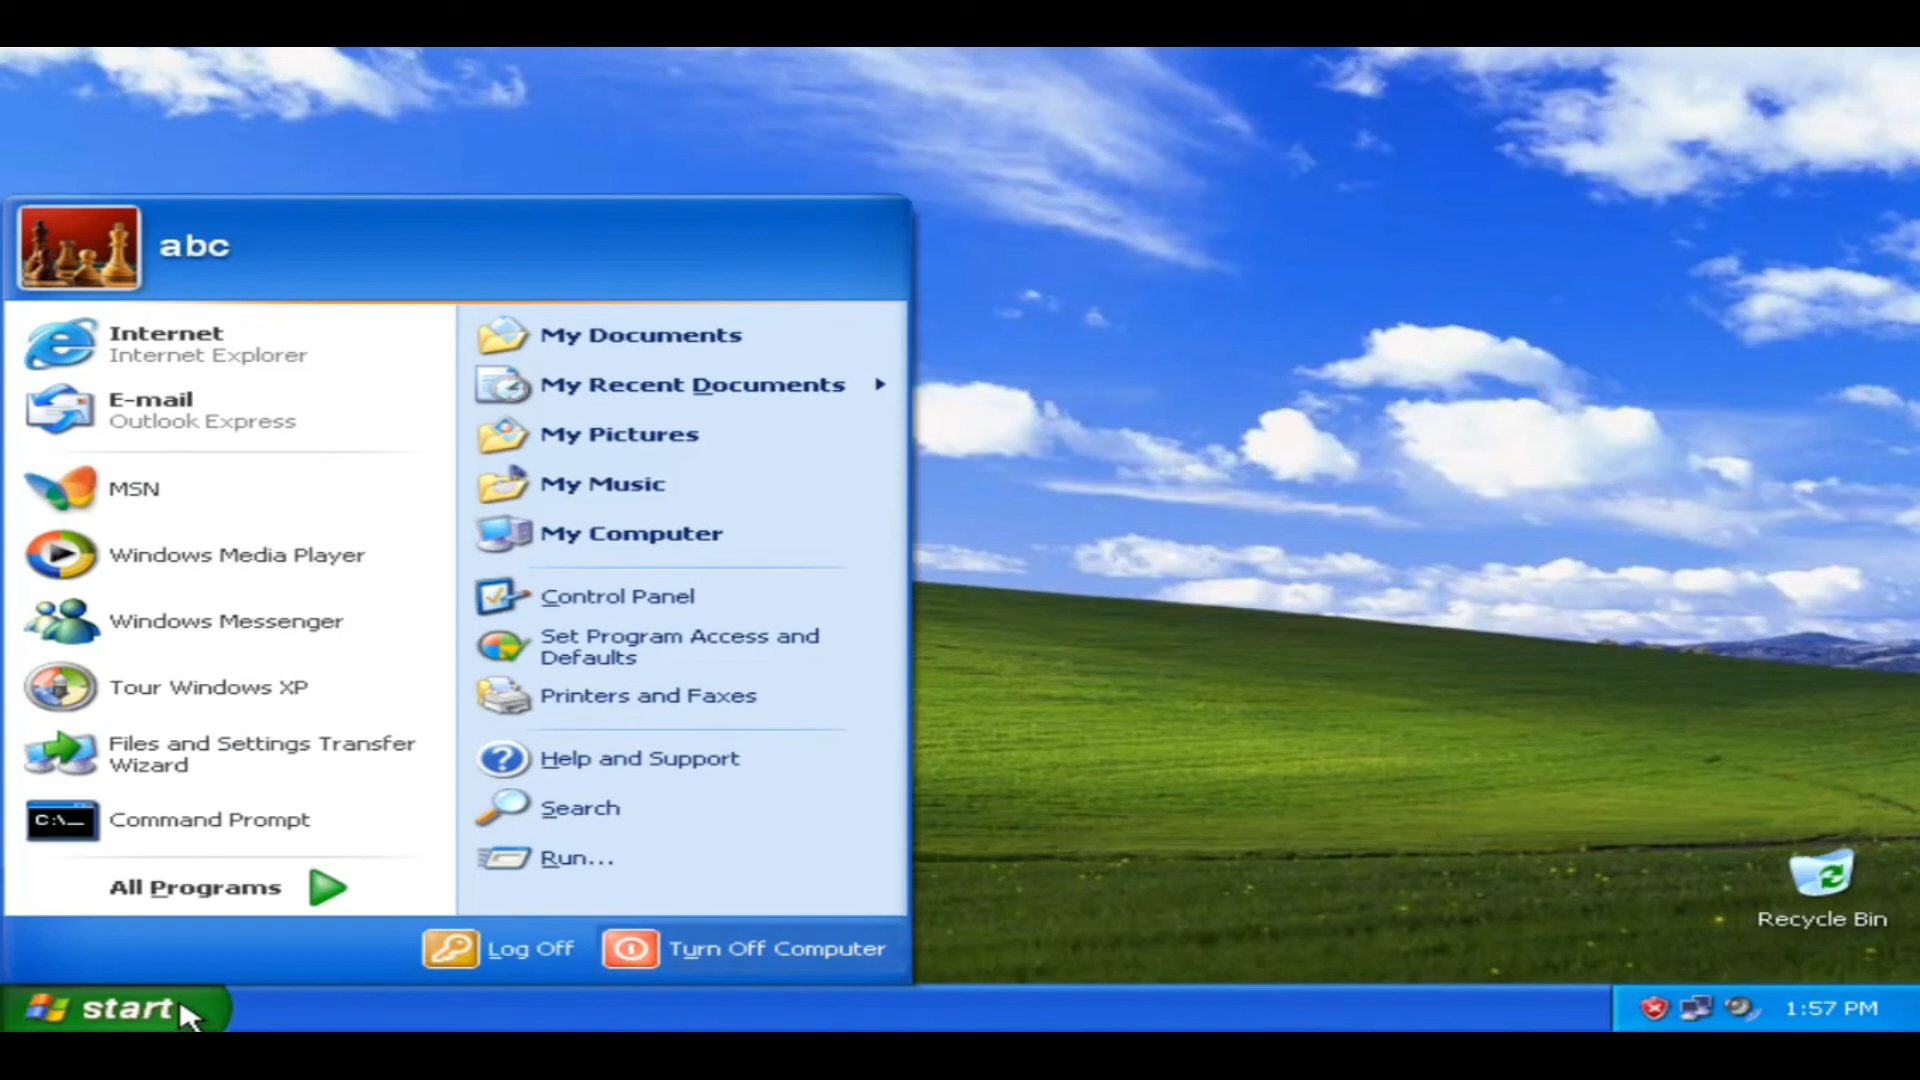 abc
Internet
Internet Explorer
E-mail
Outlook Express
MSN
Windows Media Player
Windows Messenger
Tour Windows XP
Files and Settings Transfer
Wizard
C:\_
Command Prompt
All Programs
My Documents
My Recent Documents
My Pictures
My Music
My Computer
Control Panel
Set Program Access and
Defaults
Printers and Faxes
Help and Support
Search
Run...
Log Off
Turn Off Computer
Recycle Bin
start
1:57 PM